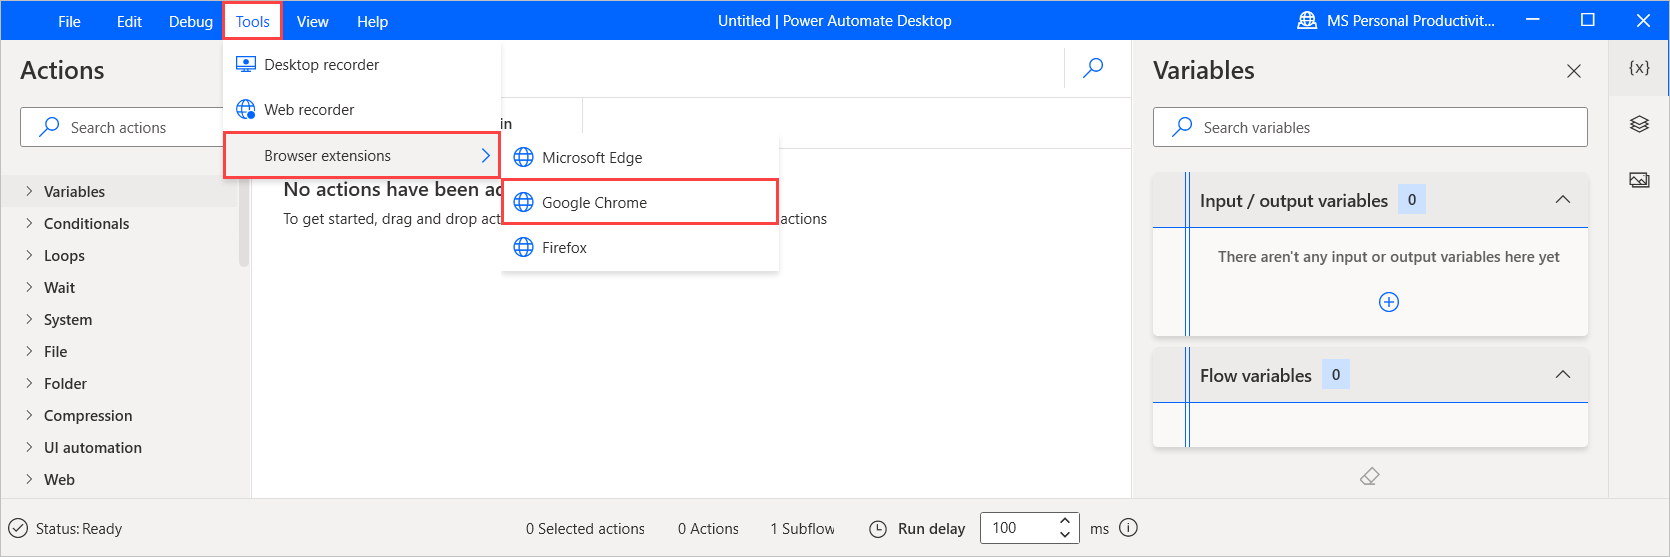 File Edit Debug Tools View Help Untitled | Power Automate Desktop MS Personal Productivit...
Actions
Search actions
Variables
Conditionals
Loops
Wait
System
File
Folder
Compression
UI automation
Web
Desktop recorder
Web recorder
Browser extensions
Microsoft Edge
Google Chrome
Firefox
in
No actions have been ac
To get started, drag and drop act actions
Variables
{x}
Search variables
Input / output variables 0
There aren't any input or output variables here yet
Flow variables 0
Status: Ready 0 Selected actions 0 Actions 1 Subflow Run delay 100 ms